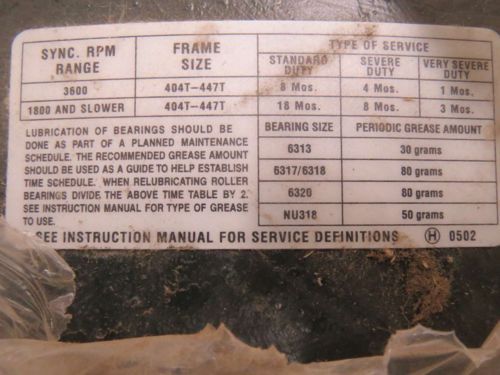 SYNC. RPM RANGE FRAME SIZE TYPE OF SERVICE
STANDARD DUTY SEVERE DUTY VERY SEVERE DUTY
3600 404T-447T 8 Mos. 4 Mos. 1 Mos.
1800 AND SLOWER 404T-447T 18 Mos. 8 Mos. 3 Mos.
LUBRICATION OF BEARINGS SHOULD BE
DONE AS PART OF A PLANNED MAINTENANCE
SCHEDULE. THE RECOMMENDED GREASE AMOUNT
SHOULD BE USED AS A GUIDE TO HELP ESTABLISH
TIME SCHEDULE. WHEN RELUBRICATING ROLLER
BEARINGS DIVIDE. THE ABOVE TIME TABLE BY 2.
SEE INSTRUCTION MANUAL FOR TYPE OF GREASE
TO USE.
BEARING SIZE PERIODIC GREASE AMOUNT
6313 30 grams
6317/6318 80 grams
6320 80 grams
NU318 50 grams
SEE INSTRUCTION MANUAL FOR SERVICE DEFINITIONS H 0502